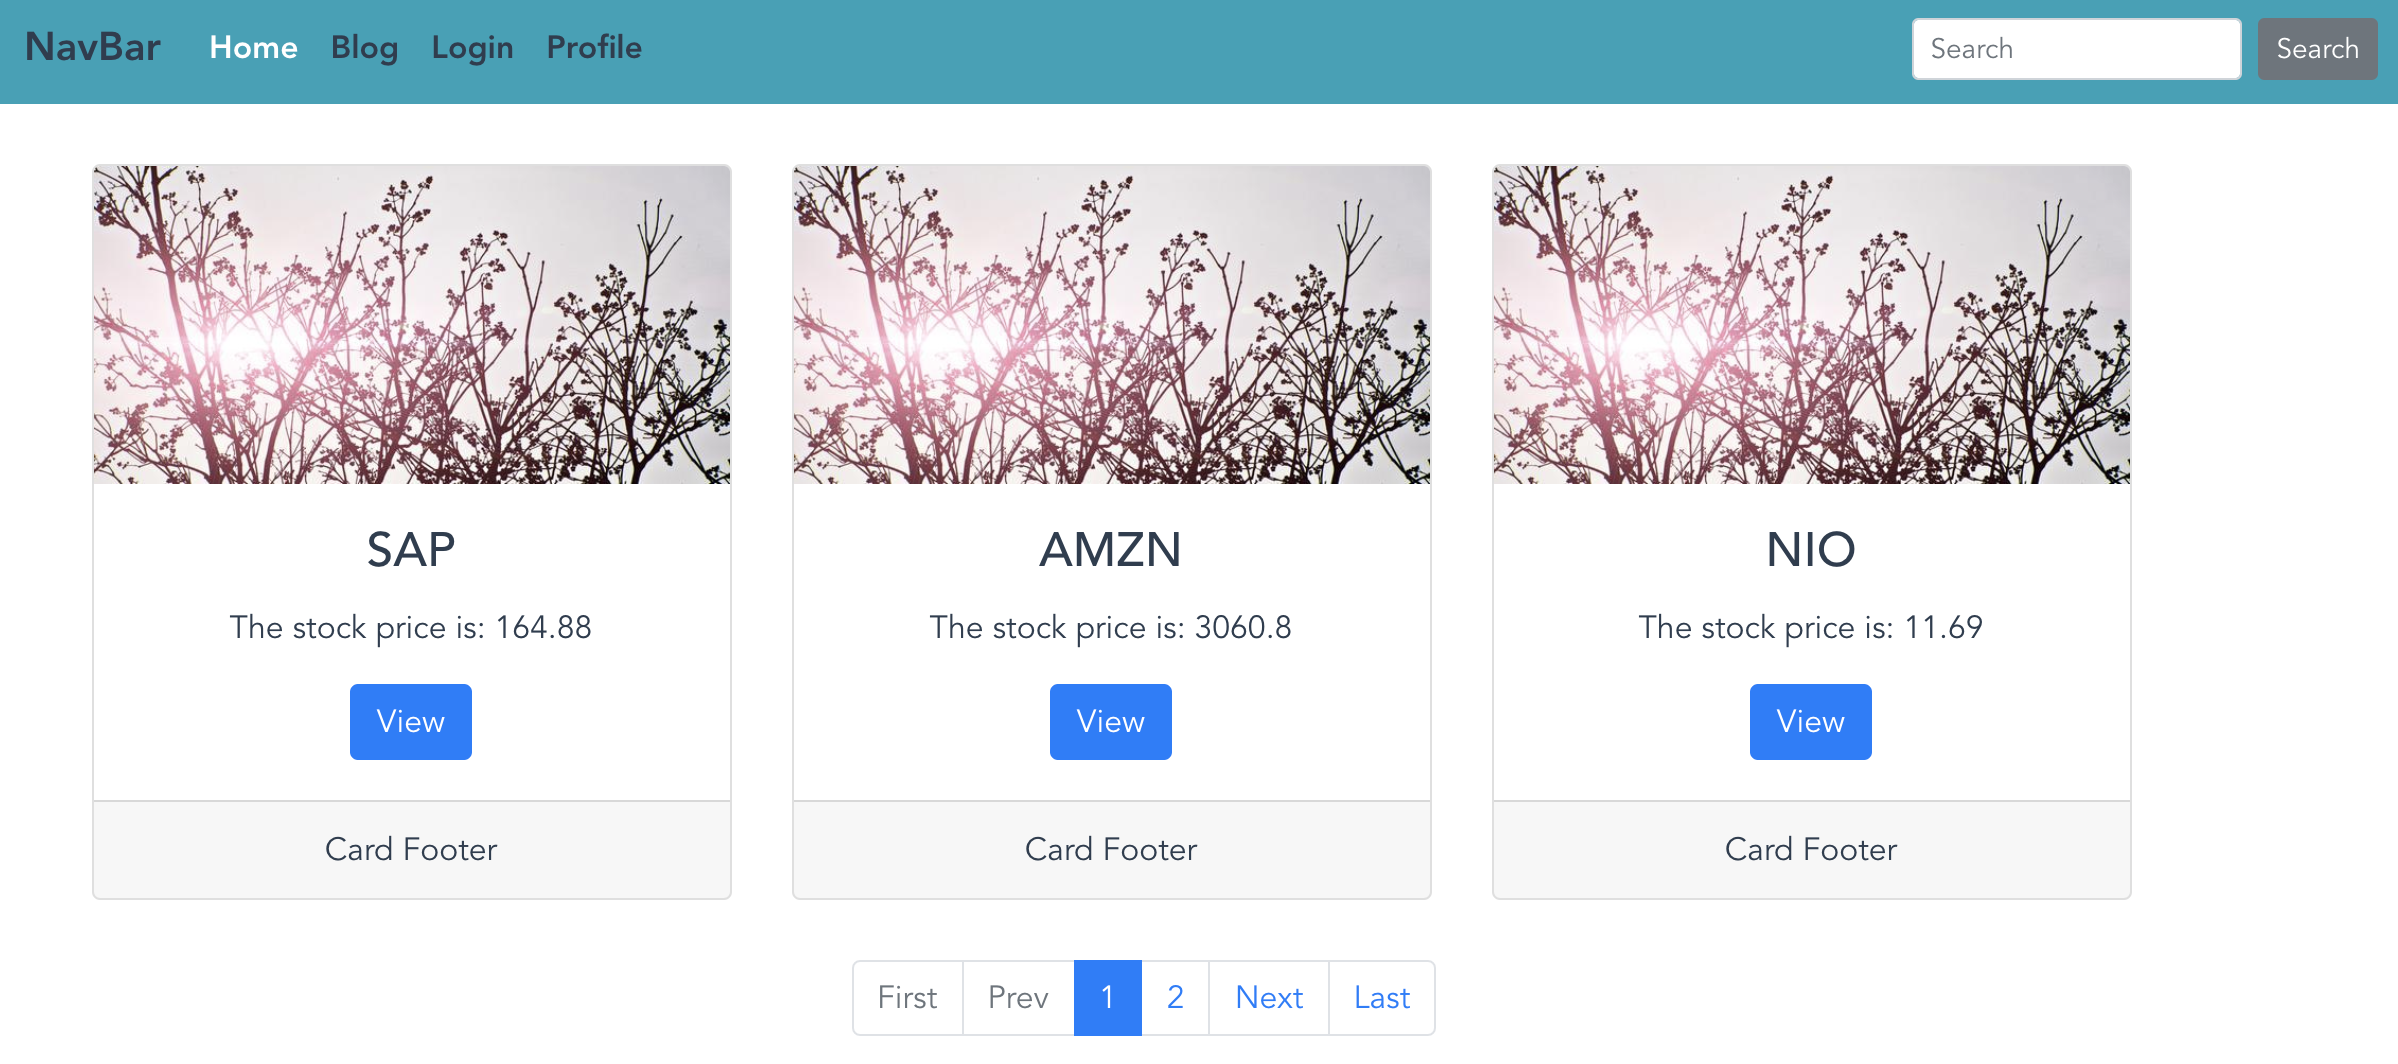 NavBar Home Blog Login Profile Search Search
SAP
The stock price is: 164.88
View
Card Footer
AMZN
The stock price is: 3060.8
View
Card Footer
NIO
The stock price is: 11.69
View
Card Footer
First Prev 1 2 Next Last